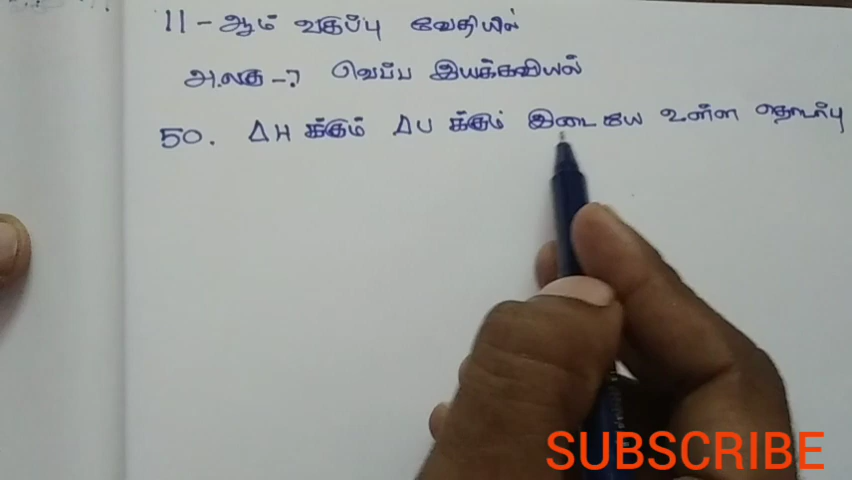 11 - ஆம் வகுப்பு வேதியியல்
அலகு - 7 வெப்ப இயக்கவியல்
50. ΔH க்கும் ΔU க்கும் இடையே உள்ள தொடர்பு
SUBSCRIBE